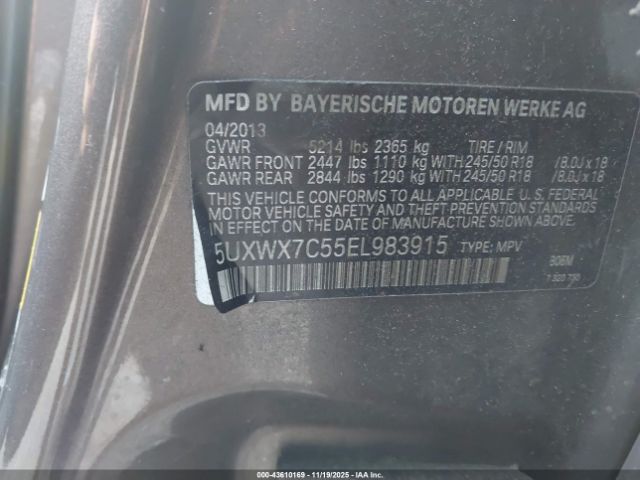 MFD BY BAYERISCHE MOTOREN WERKE AG
04/2013
GVWR 5214 lbs 2365 kg TIRE / RIM
GAWR FRONT 2447 lbs 1110 kg WITH 245/50 R18 /8.0J x 18
GAWR REAR 2844 lbs 1290 kg WITH 245/50 R18 /8.0J x 18
THIS VEHICLE CONFORMS TO ALL APPLICABLE U.S. FEDERAL
MOTOR VEHICLE SAFETY AND THEFT PREVENTION STANDARDS
IN EFFECT ON THE DATE OF MANUFACTURE SHOWN ABOVE.
5UXWX7C55EL983915 TYPE: MPV
00-43610169 - 11/19/2025 - COPYRIGHT © IAA, LLC.